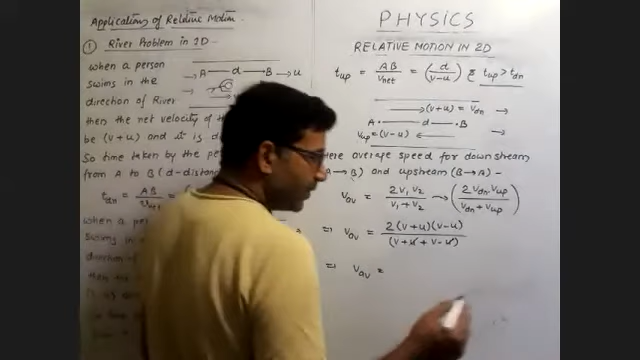 Applications of Relative Motion.
① River Problem in 1D
when a person
swims in the
direction of River
then the net velocity of
be (v+u) and it is
So time taken by the
from A to B (d-distan
t_dn = AB/v_net =
when a
A — d — B → u
PHYSICS
RELATIVE MOTION IN 2D
t_up = AB/v_net = (d/(v-u)) & t_up > t_dn
→ (v+u) = v_dn →
A • — d — • B
v_up = (v-u) ← →
here average speed for downstream
(A → B) and upstream (B → A) -
v_av = 2v₁v₂/(v₁+v₂) → (2v_dn v_up/(v_dn + v_up))
⇒ v_av = 2(v+u)(v-u)/(v+u+v-u)
⇒ v_av =